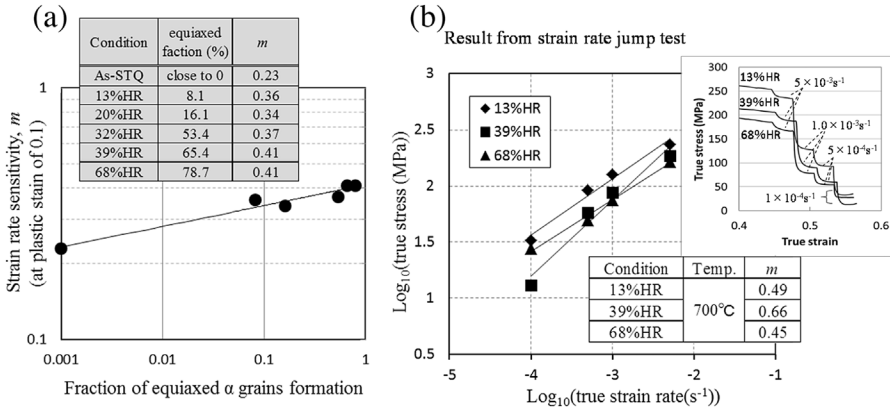 (a)
Condition equiaxed faction (%) m
As-STQ close to 0 0.23
13%HR 8.1 0.36
20%HR 16.1 0.34
32%HR 53.4 0.37
39%HR 65.4 0.41
68%HR 78.7 0.41
Strain rate sensitivity, m
(at plastic stain of 0.1)
1
0.1
0.001 0.01 0.1 1
Fraction of equiaxed α grains formation
(b)
Result from strain rate jump test
Log10(true stress (MPa))
3
2.5
2
1.5
1
0.5
-5 -4 -3 -2 -1
Log10(true strain rate(s⁻¹))
13%HR
39%HR
68%HR
True stress (MPa)
300
250
200
150
100
50
0
0.4 0.5 0.6
True strain
13%HR
39%HR
68%HR
5×10⁻³s⁻¹
1.0×10⁻³s⁻¹
5×10⁻⁴s⁻¹
1×10⁻⁴s⁻¹
Condition Temp. m
13%HR 0.49
39%HR 700℃ 0.66
68%HR 0.45